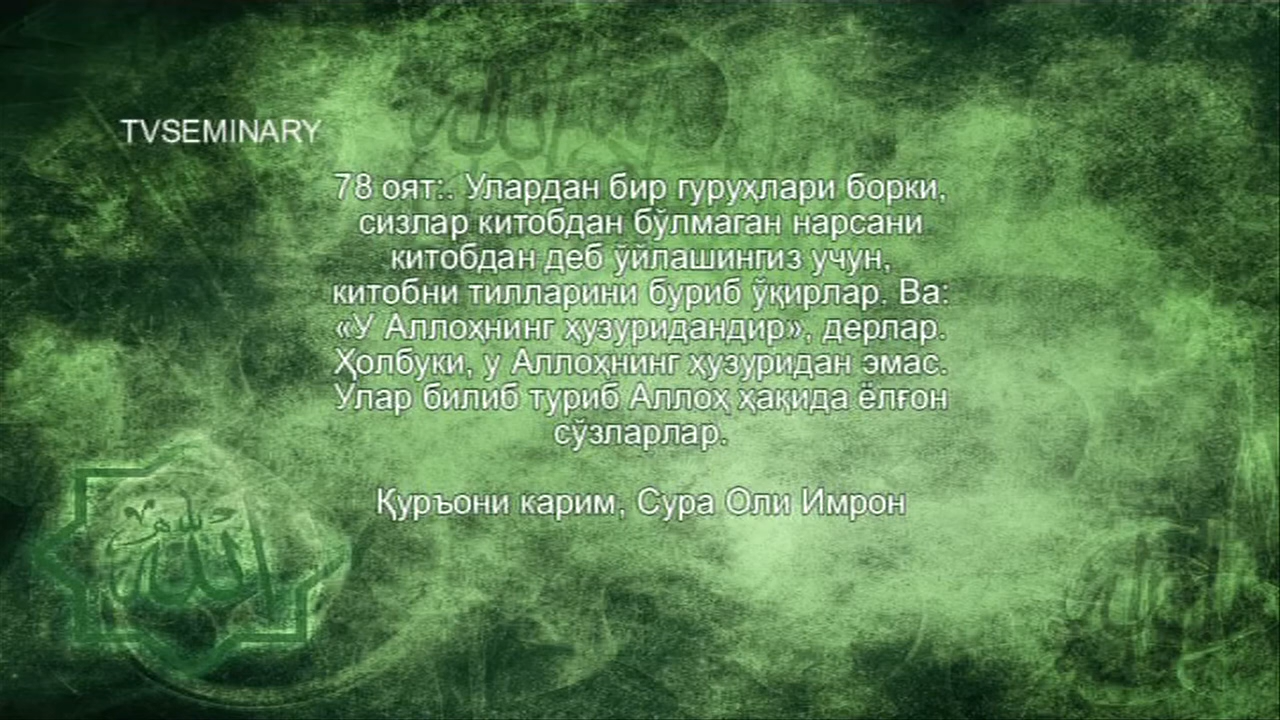 TVSEMINARY
78 оят:. Улардан бир гуруҳлари борки,
сизлар китобдан бўлмаган нарсани
китобдан деб ўйлашингиз учун,
китобни тилларини буриб ўқирлар. Ва:
«У Аллоҳнинг ҳузуридандир», дерлар.
Ҳолбуки, у Аллоҳнинг ҳузуридан эмас.
Улар билиб туриб Аллоҳ ҳақида ёлғон
сўзларлар.
Қуръони карим, Сура Оли Имрон
الله